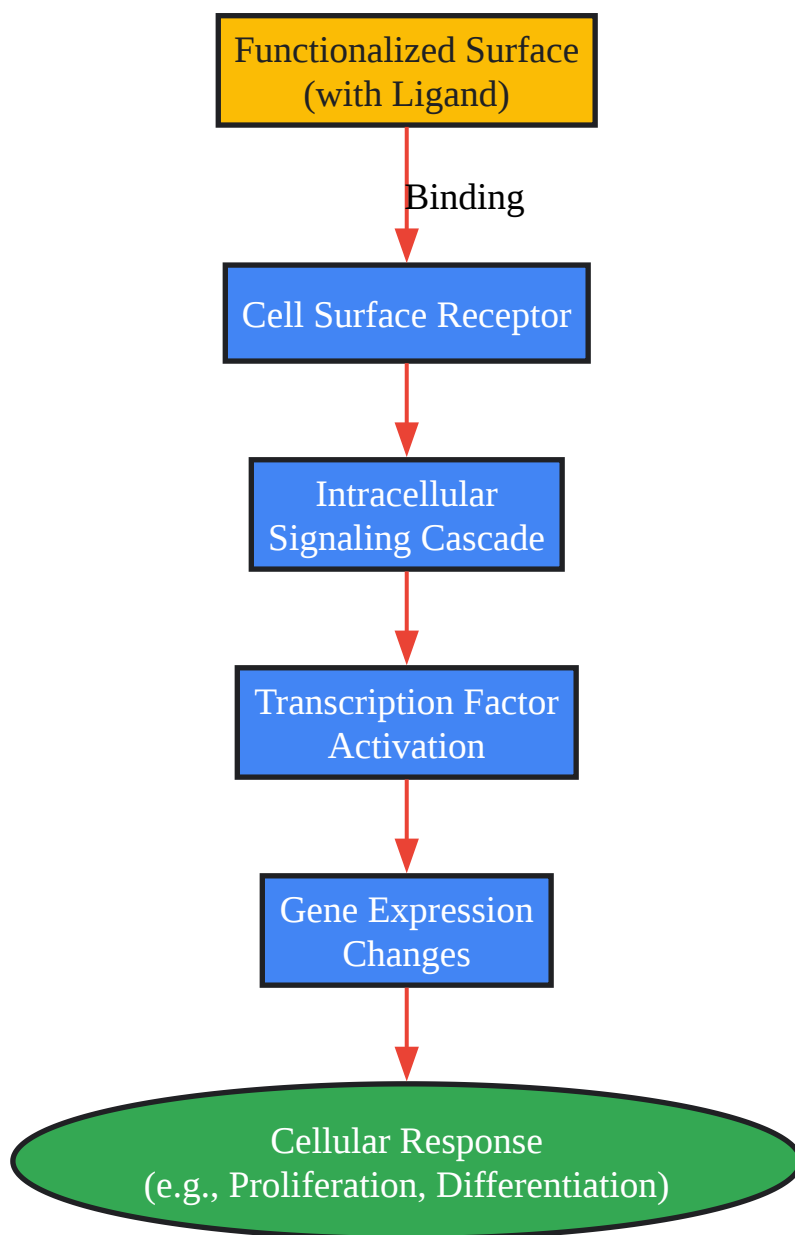 Functionalized Surface
(with Ligand)
Binding
Cell Surface Receptor
Intracellular
Signaling Cascade
Transcription Factor
Activation
Gene Expression
Changes
Cellular Response
(e.g., Proliferation, Differentiation)